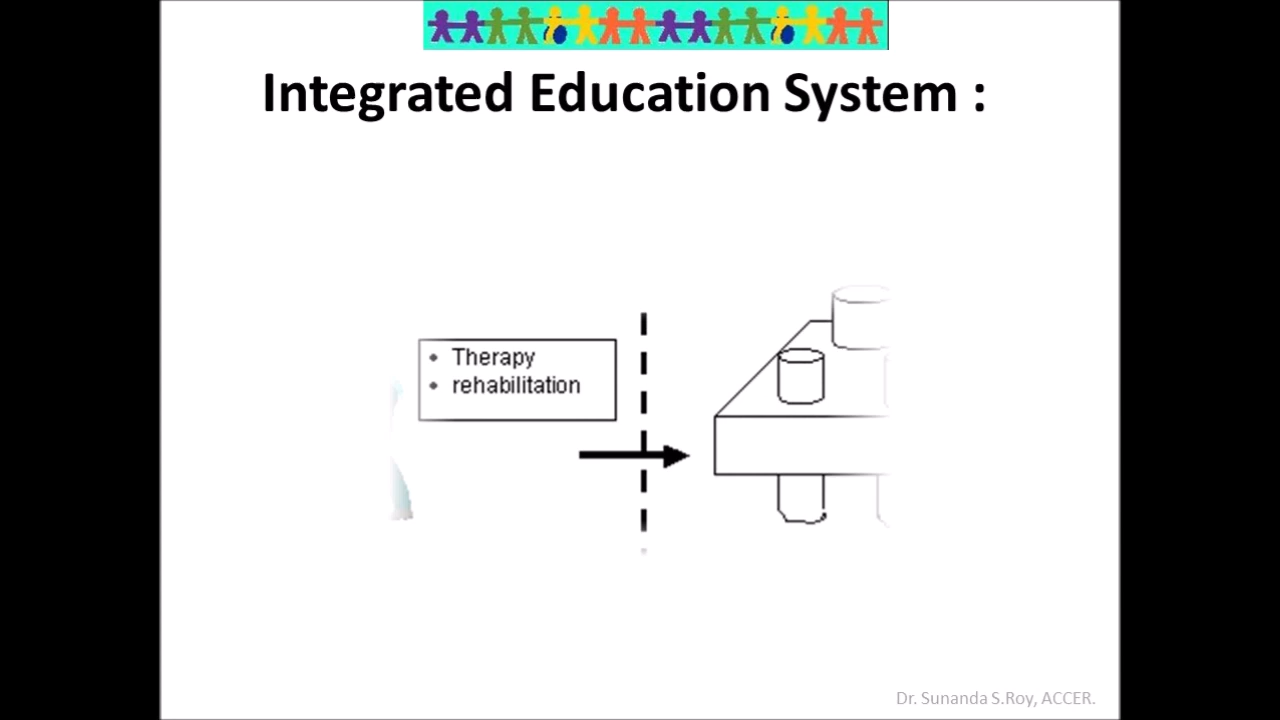 Integrated Education System :
• Therapy
• rehabilitation
Dr. Sunanda S.Roy, ACCER.